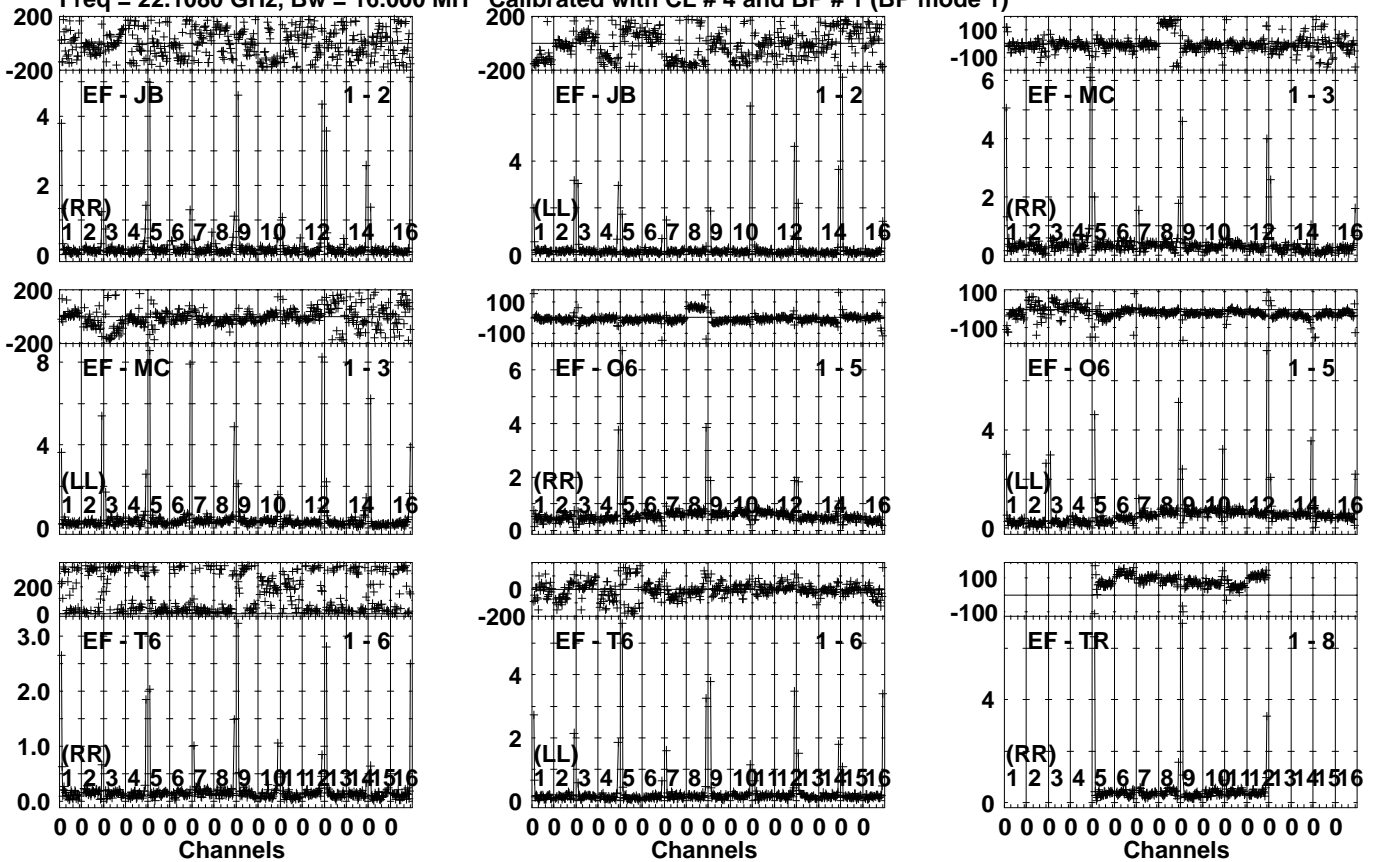 Freq = 22.1080 GHz, Bw = 16.000 MH Calibrated with CL # 4 and BP # 1 (BP mode 1)
200 200 100
-200 200 -100
EF - JB 1 - 2 EF - JB 1 - 2 EF - MC 1 - 3
6
4 4 4
2 2
(RR) (LL) (RR)
1 2 3 4 5 6 7 8 9 10 12 14 16 1 2 3 4 5 6 7 8 9 10 12 14 16 1 2 3 4 5 6 7 8 9 10 12 14 16
0 0 0
200 100 100
-200 -100 -100
EF - MC 1 - 3 EF - O6 1 - 5 EF - O6 1 - 5
8 6
4 4 4
2
(LL) (RR) (LL)
1 2 3 4 5 6 7 8 9 10 12 14 16 1 2 3 4 5 6 7 8 9 10 12 14 16 1 2 3 4 5 6 7 8 9 10 12 14 16
0 0 0
200 0 100
0 -200 -100
EF - T6 1 - 6 EF - T6 1 - 6 EF - TR 1 - 8
3.0
2.0 4 4
1.0 2
(RR) (LL) (RR)
1 2 3 4 5 6 7 8 9 10 11 12 13 14 15 16 1 2 3 4 5 6 7 8 9 10 11 12 13 14 15 16 1 2 3 4 5 6 7 8 9 10 11 12 13 14 15 16
0.0 0 0
0 0 0 0 0 0 0 0 0 0 0 0 0 0 0 0 0 0 0 0 0 0 0 0 0 0 0 0 0 0 0 0 0 0 0 0 0 0 0 0 0 0 0 0 0 0 0 0
Channels Channels Channels